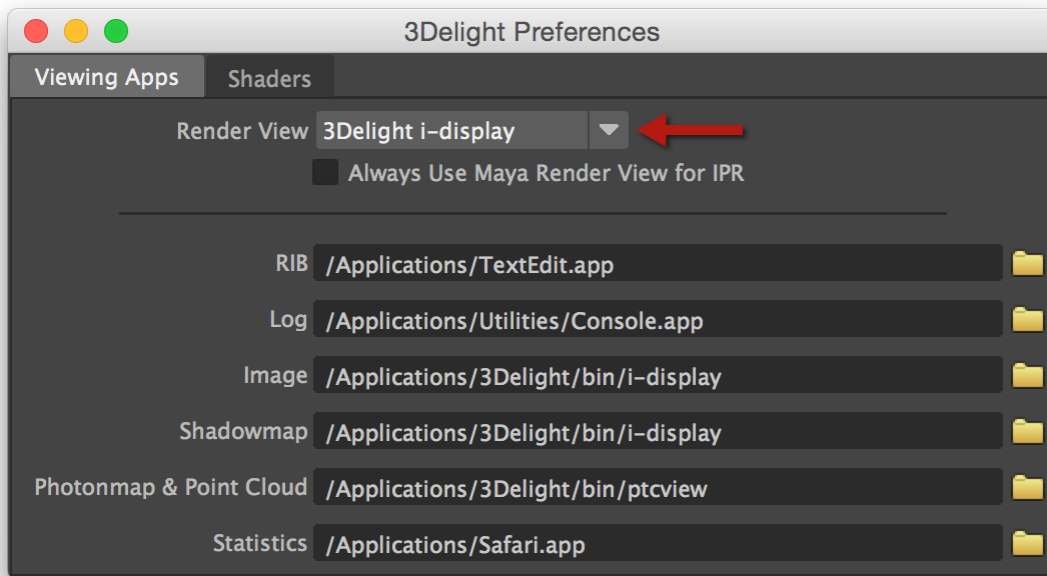 3Delight Preferences
Viewing Apps Shaders
Render View 3Delight i-display
Always Use Maya Render View for IPR
RIB /Applications/TextEdit.app
Log /Applications/Utilities/Console.app
Image /Applications/3Delight/bin/i-display
Shadowmap /Applications/3Delight/bin/i-display
Photonmap & Point Cloud /Applications/3Delight/bin/ptcview
Statistics /Applications/Safari.app